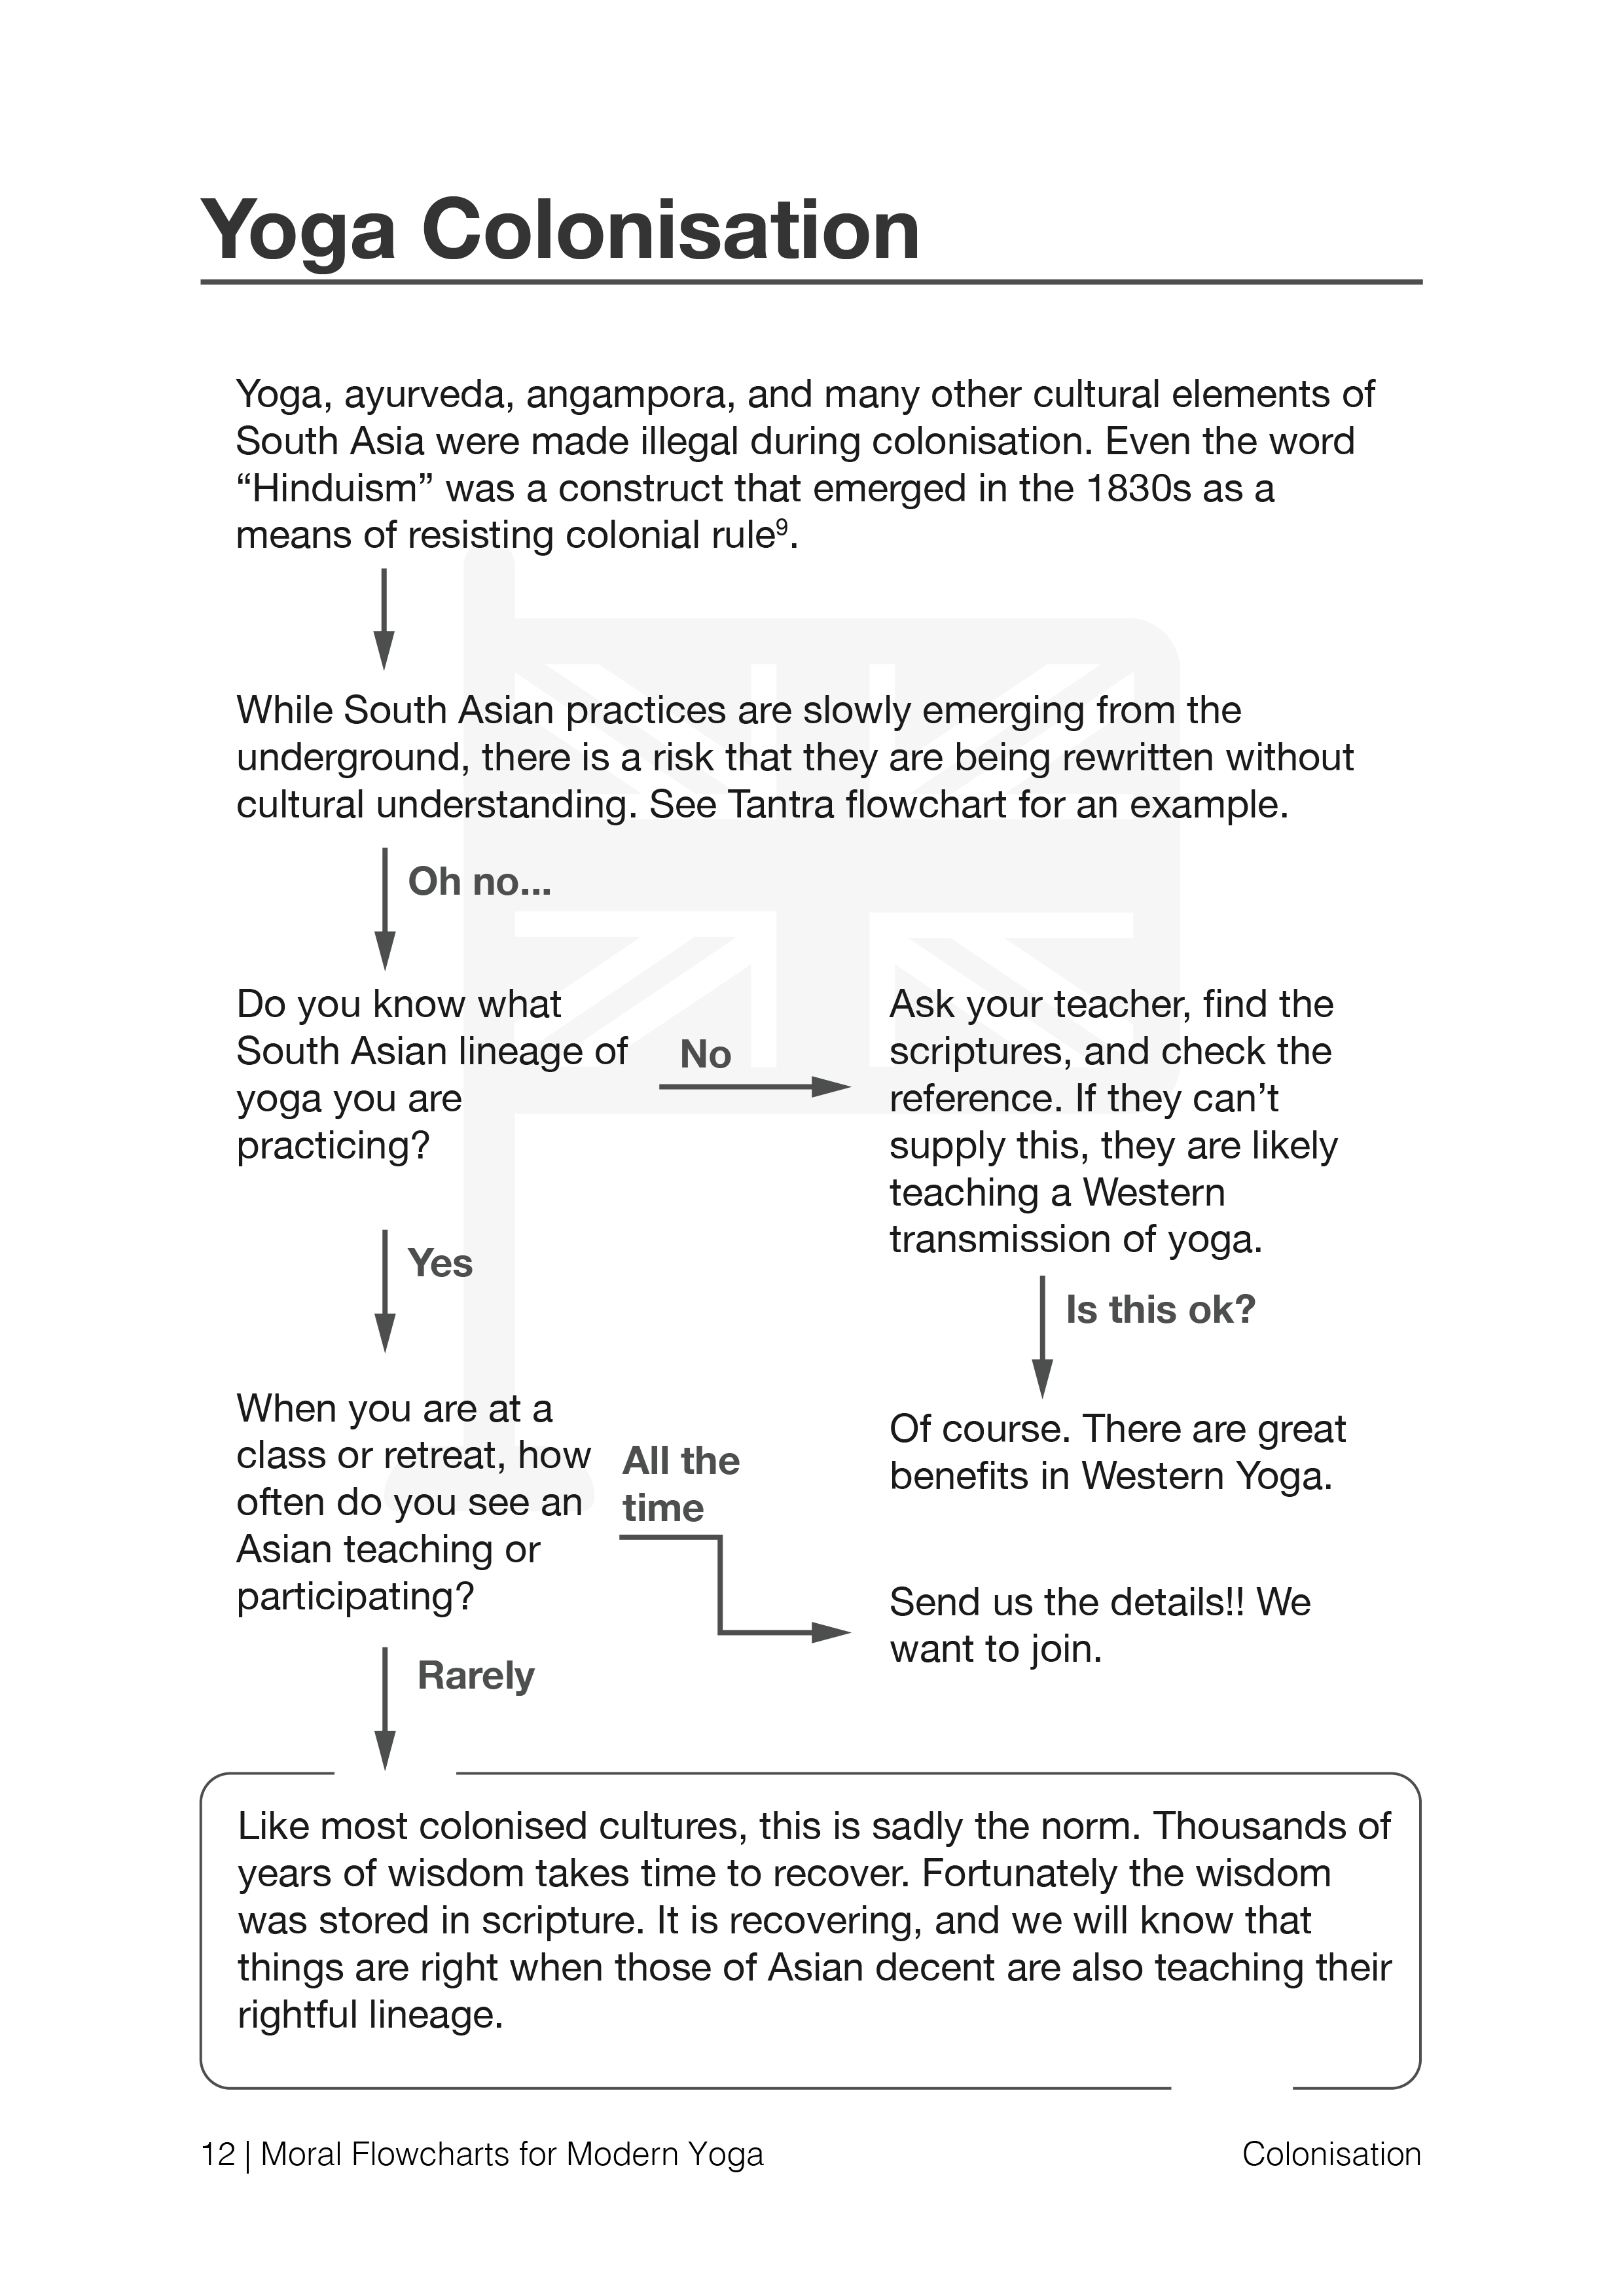 Yoga Colonisation
Yoga, ayurveda, angampora, and many other cultural elements of
South Asia were made illegal during colonisation. Even the word
“Hinduism” was a construct that emerged in the 1830s as a
means of resisting colonial rule⁹.
While South Asian practices are slowly emerging from the
underground, there is a risk that they are being rewritten without
cultural understanding. See Tantra flowchart for an example.
Oh no...
Do you know what
South Asian lineage of
yoga you are
practicing?
No
Ask your teacher, find the
scriptures, and check the
reference. If they can’t
supply this, they are likely
teaching a Western
transmission of yoga.
Yes
Is this ok?
When you are at a
class or retreat, how
often do you see an
Asian teaching or
participating?
All the
time
Of course. There are great
benefits in Western Yoga.
Send us the details!! We
want to join.
Rarely
Like most colonised cultures, this is sadly the norm. Thousands of
years of wisdom takes time to recover. Fortunately the wisdom
was stored in scripture. It is recovering, and we will know that
things are right when those of Asian decent are also teaching their
rightful lineage.
12 | Moral Flowcharts for Modern Yoga
Colonisation